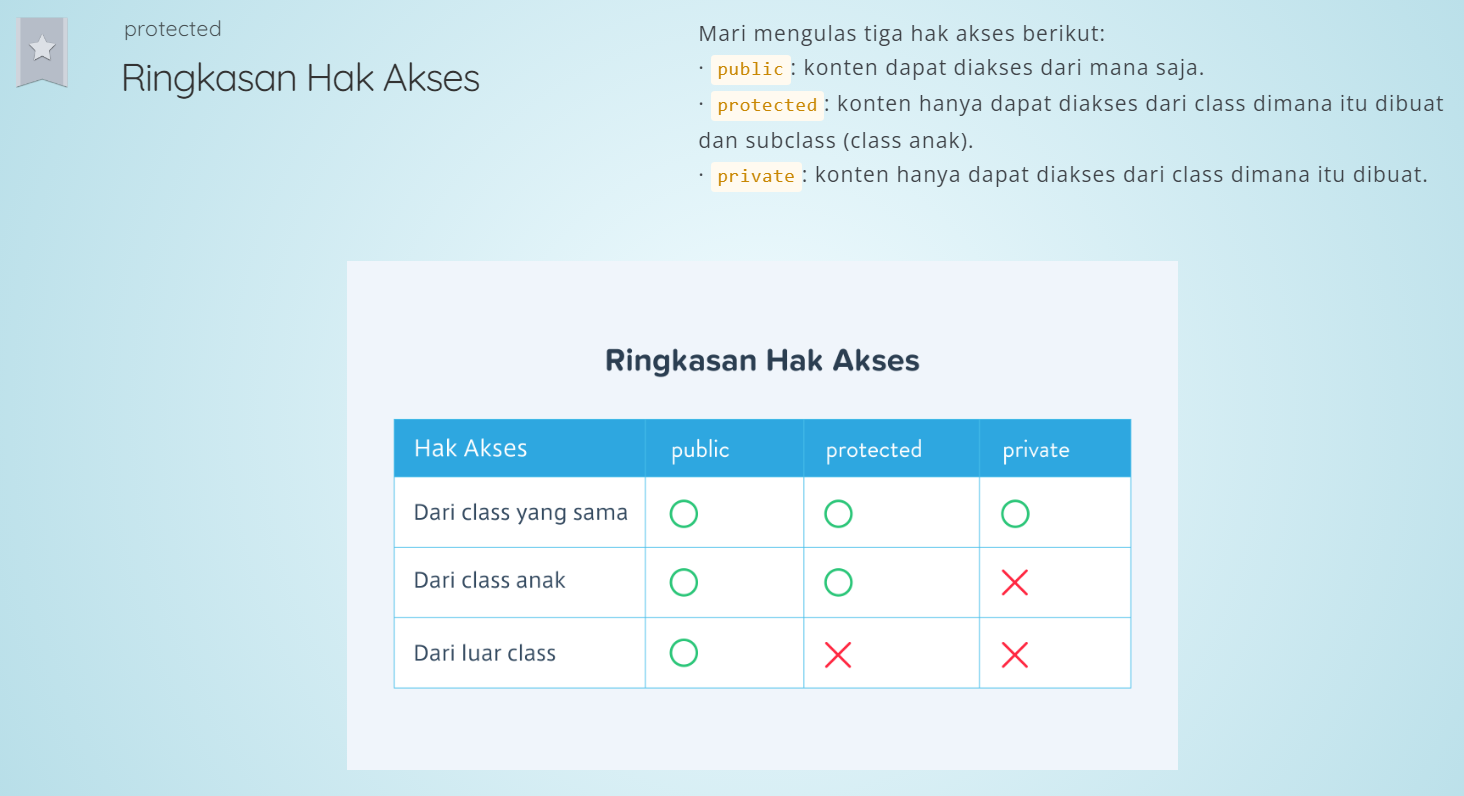 protected
Ringkasan Hak Akses
Mari mengulas tiga hak akses berikut:
· public: konten dapat diakses dari mana saja.
· protected: konten hanya dapat diakses dari class dimana itu dibuat
dan subclass (class anak).
· private: konten hanya dapat diakses dari class dimana itu dibuat.
Ringkasan Hak Akses
Hak Akses public protected private
Dari class yang sama
Dari class anak
Dari luar class